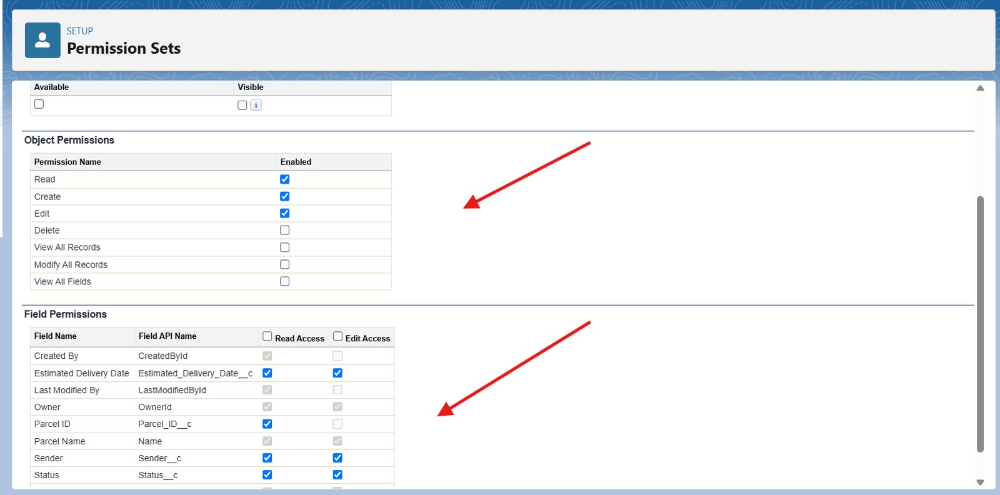 SETUP
Permission Sets
Available Visible
i
Object Permissions
Permission Name Enabled
Read
Create
Edit
Delete
View All Records
Modify All Records
View All Fields
Field Permissions
Field Name Field API Name Read Access Edit Access
Created By CreatedById
Estimated Delivery Date Estimated_Delivery_Date__c
Last Modified By LastModifiedById
Owner OwnerId
Parcel ID Parcel_ID__c
Parcel Name Name
Sender Sender__c
Status Status__c